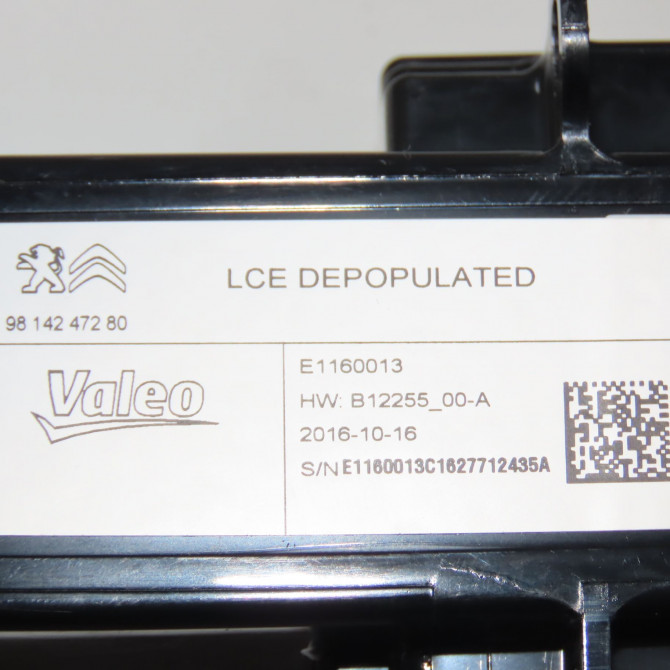 LCE DEPOPULATED
98 142 472 80
Valeo
E1160013
HW: B12255_00-A
2016-10-16
S/N E1160013C1627712435A